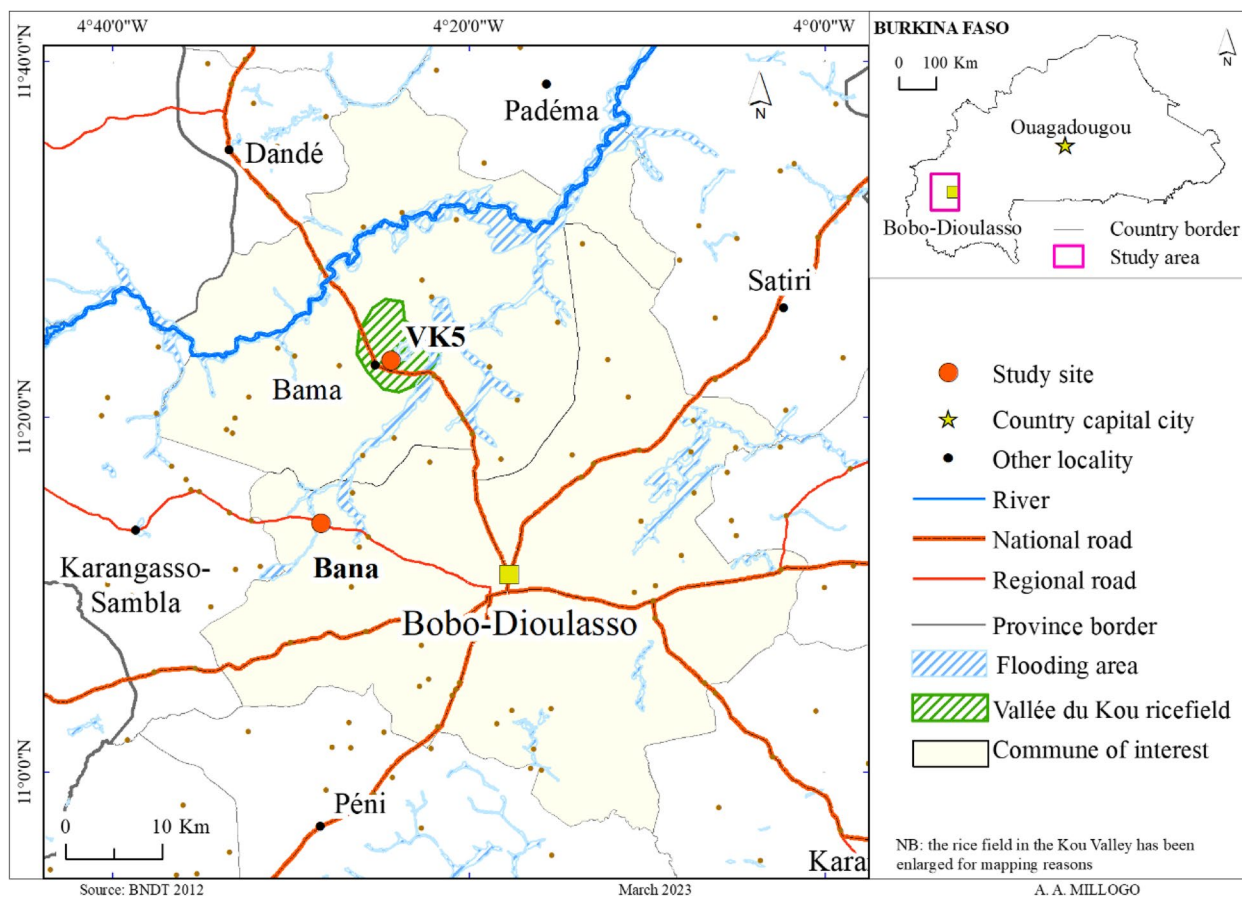 4°40'0"W
4°20'0"W
4°0'0"W
11°40'0"N
11°20'0"N
11°0'0"N
Padéma
N
Dandé
Satiri
VK5
Bama
Karangasso-
Sambla
Bana
Bobo-Dioulasso
Péni
Kara
0 10 Km
BURKINA FASO
0 100 Km
N
Ouagadougou
Bobo-Dioulasso
Country border
Study area
Study site
Country capital city
Other locality
River
National road
Regional road
Province border
Flooding area
Vallée du Kou ricefield
Commune of interest
NB: the rice field in the Kou Valley has been
enlarged for mapping reasons
Source: BNDT 2012
March 2023
A. A. MILLOGO